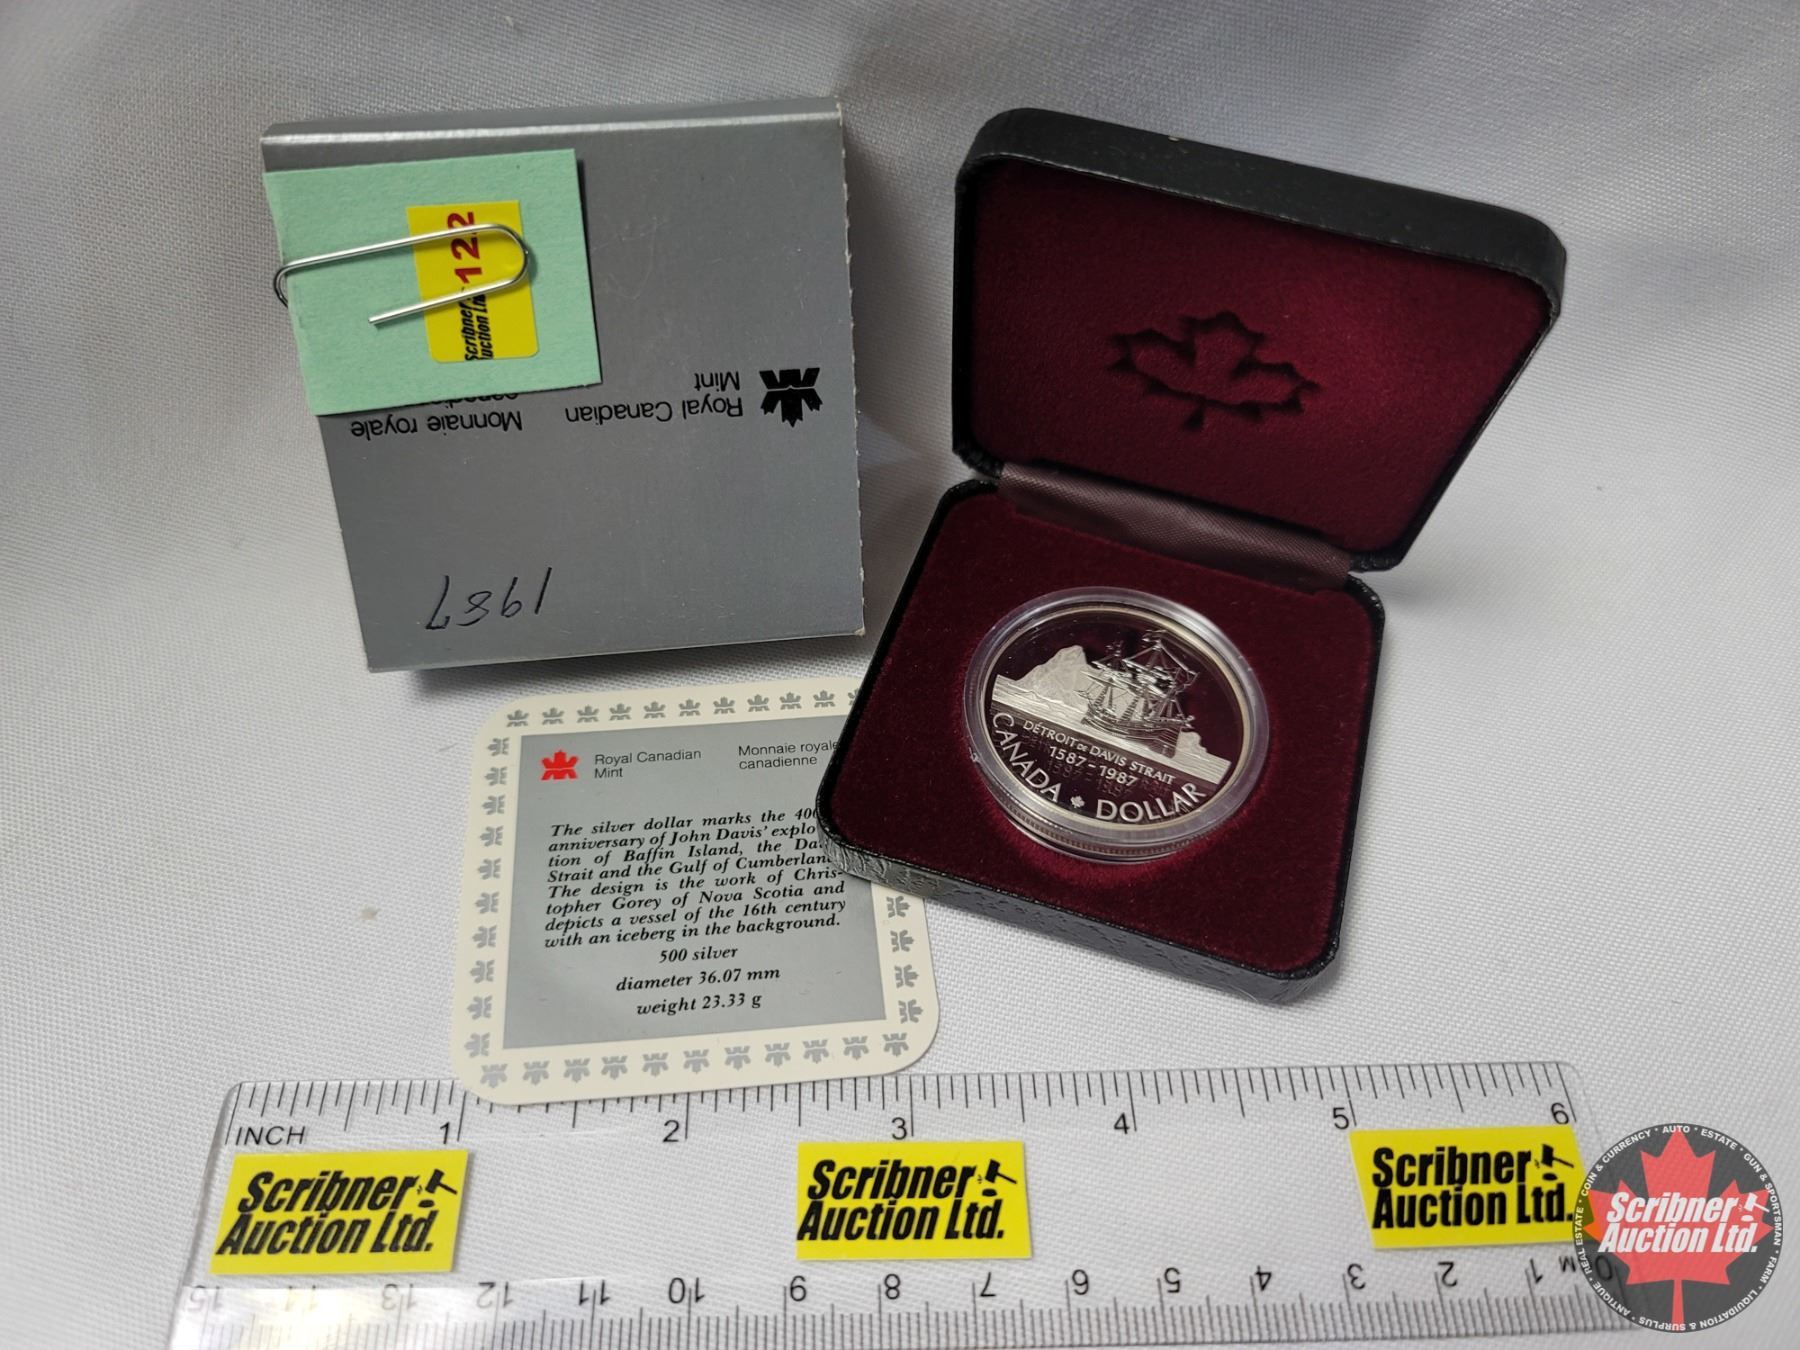 122
Scribner
Auction Lt
Royal Canadian
Mint
Monnaie royale
1987
Royal Canadian
Mint
Monnaie royale
canadienne
The silver dollar marks the 400
anniversary of John Davis' explo
tion of Baffin Island, the Da
Strait and the Gulf of Cumberlan
The design is the work of Chris-
topher Gorey of Nova Scotia and
depicts a vessel of the 16th century
with an iceberg in the background.
500 silver
diameter 36.07 mm
weight 23.33 g
DÉTROIT DE DAVIS STRAIT
1587-1987
CANADA DOLLAR
INCH 1 2 3 4 5 6
Scribner
Auction Ltd.
Scribner
Auction Ltd.
Scribner
Auction Ltd.
15 14 13 12 11 10 9 8 7 6 5 4 3 2 1
COIN & CURRENCY • AUTO • ESTATE • GUN & SPORTSMAN • FARM • LIQUIDATION & SURPLUS • ANTIQUE • REAL ESTATE
Scribner
Auction Ltd.